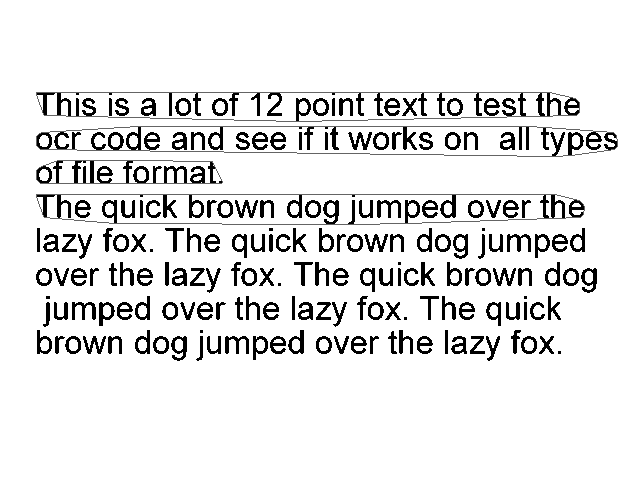 This is a lot of 12 point text to test the
ocr code and see if it works on  all types
of file format.
The quick brown dog jumped over the
lazy fox. The quick brown dog jumped
over the lazy fox. The quick brown dog
jumped over the lazy fox. The quick
brown dog jumped over the lazy fox.